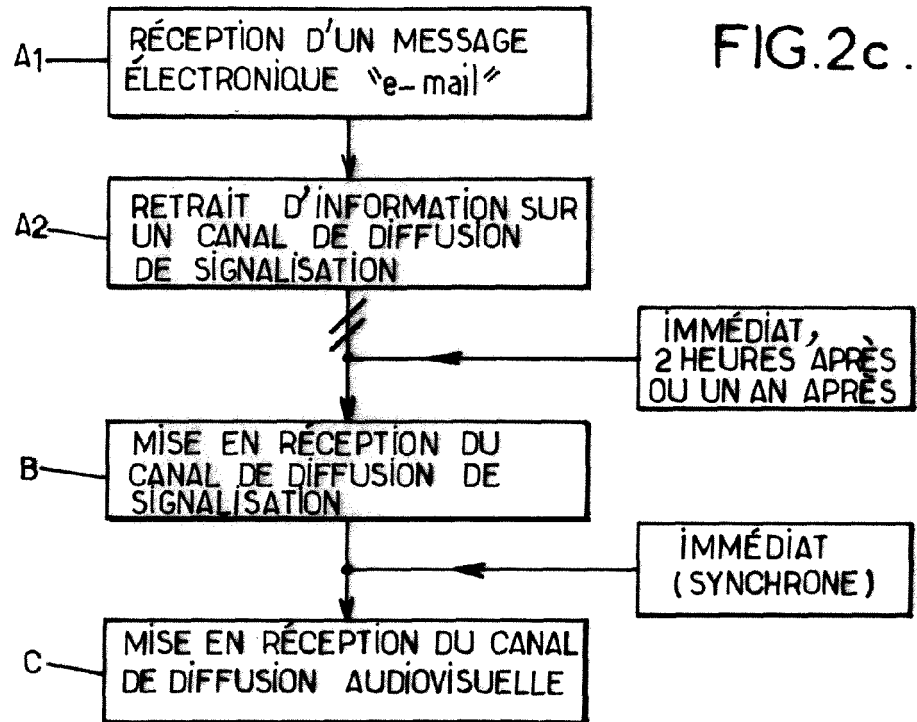 FIG.2c.
A1
RÉCEPTION D'UN MESSAGE
ÉLECTRONIQUE "e-mail"
A2
RETRAIT D'INFORMATION SUR
UN CANAL DE DIFFUSION
DE SIGNALISATION
IMMÉDIAT,
2 HEURES APRÈS
OU UN AN APRÈS
B
MISE EN RÉCEPTION DU
CANAL DE DIFFUSION DE
SIGNALISATION
IMMÉDIAT
(SYNCHRONE)
C
MISE EN RÉCEPTION DU CANAL
DE DIFFUSION AUDIOVISUELLE